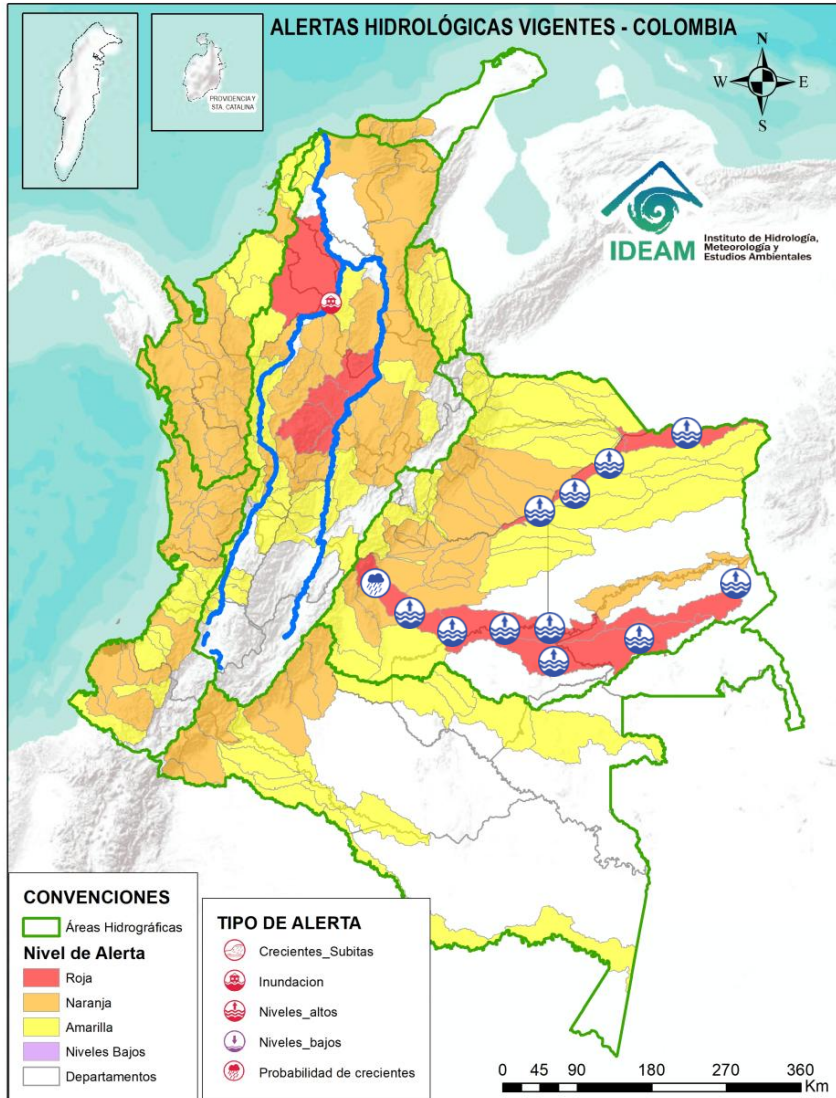 ALERTAS HIDROLÓGICAS VIGENTES - COLOMBIA
PROVIDENCIA Y
STA. CATALINA
N
W
E
S
IDEAM
Instituto de Hidrología,
Meteorología y
Estudios Ambientales
CONVENCIONES
Áreas Hidrográficas
Nivel de Alerta
Roja
Naranja
Amarilla
Niveles Bajos
Departamentos
TIPO DE ALERTA
Crecientes_Subitas
Inundacion
Niveles_altos
Niveles_bajos
Probabilidad de crecientes
0 45 90 180 270 360
Km